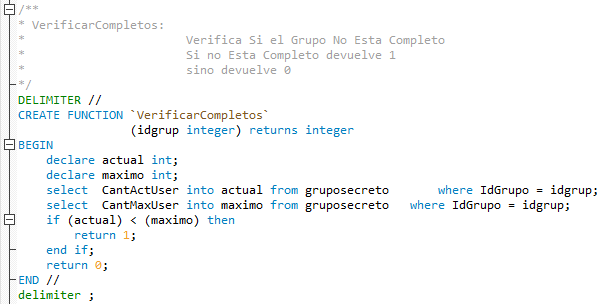 /**
* VerificarCompletos:
*                      Verifica Si el Grupo No Esta Completo
*                      Si no Esta Completo devuelve 1
*                      sino devuelve 0
*/
DELIMITER //
CREATE FUNCTION `VerificarCompletos`
                (idgrup integer) returns integer
BEGIN
    declare actual int;
    declare maximo int;
    select  CantActUser into actual from gruposecreto      where IdGrupo = idgrup;
    select  CantMaxUser into maximo from gruposecreto   where IdGrupo = idgrup;
    if (actual) < (maximo) then
        return 1;
    end if;
    return 0;
END //
delimiter ;